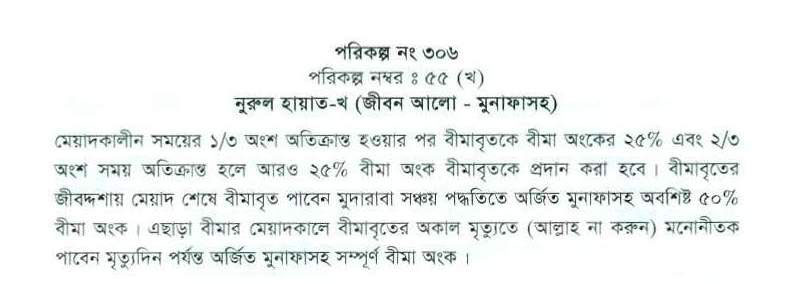 পরিকল্প নং ৩০৬
পরিকল্প নম্বর ঃ ৫৫ (খ)
নুরুল হায়াত-খ (জীবন আলো - মুনাফাসহ)
মেয়াদকালীন সময়ের ১/৩ অংশ অতিক্রান্ত হওয়ার পর বীমাবৃতকে বীমা অংকের ২৫% এবং ২/৩
অংশ সময় অতিক্রান্ত হলে আরও ২৫% বীমা অংক বীমাবৃতকে প্রদান করা হবে । বীমাবৃতের
জীবদ্দশায় মেয়াদ শেষে বীমাবৃত পাবেন মুদারাবা সঞ্চয় পদ্ধতিতে অর্জিত মুনাফাসহ অবশিষ্ট ৫০%
বীমা অংক । এছাড়া বীমার মেয়াদকালে বীমাবৃতের অকাল মৃত্যুতে (আল্লাহ না করুন) মনোনীতক
পাবেন মৃত্যুদিন পর্যন্ত অর্জিত মুনাফাসহ সম্পূর্ণ বীমা অংক ।